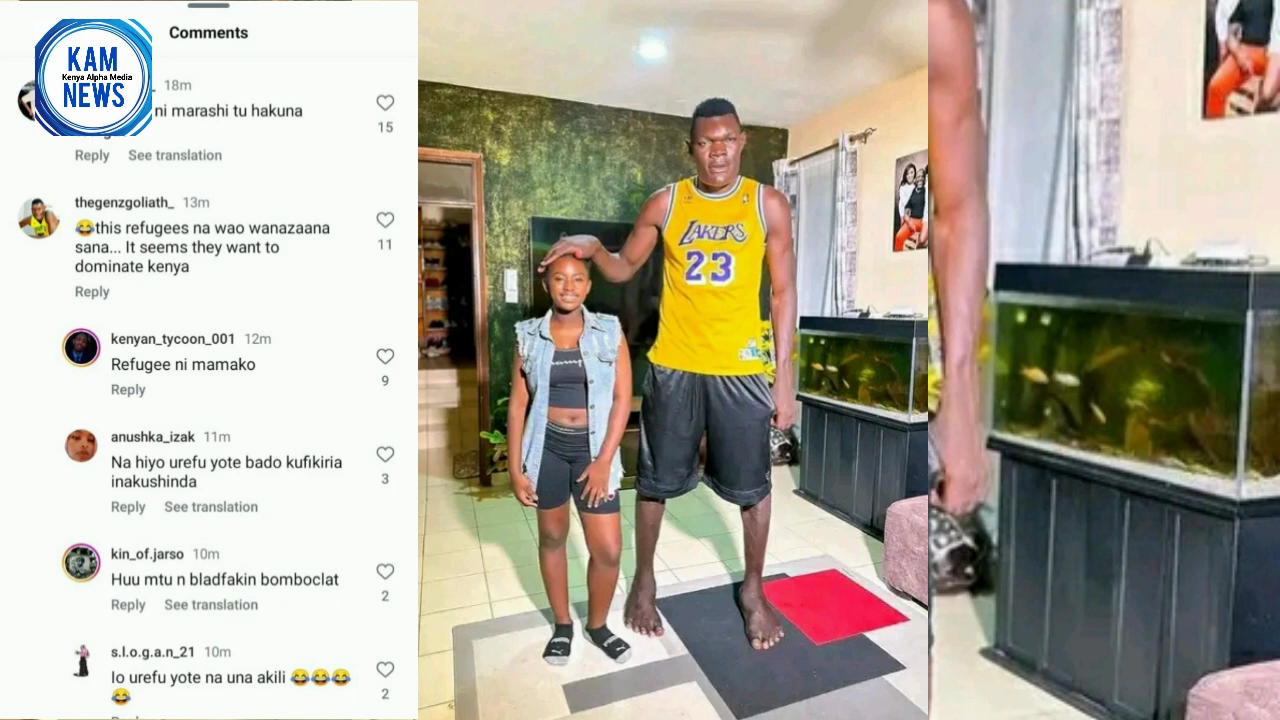 Comments
KAM
Kenya Alpha Media
NEWS
18m
ni marashi tu hakuna
15
Reply See translation
thegenzgoliath_ 13m
😂this refugees na wao wanazaana
sana... It seems they want to
dominate kenya
11
Reply
kenyan_tycoon_001 12m
Refugee ni mamako
9
Reply
anushka_izak 11m
Na hiyo urefu yote bado kufikiria
inakushinda
3
Reply See translation
kin_of.jarso 10m
Huu mtu n bladfakin bomboclat
2
Reply See translation
s.l.o.g.a.n_21 10m
Io urefu yote na una akili 😂😂😂
😂
2
LAKERS
23